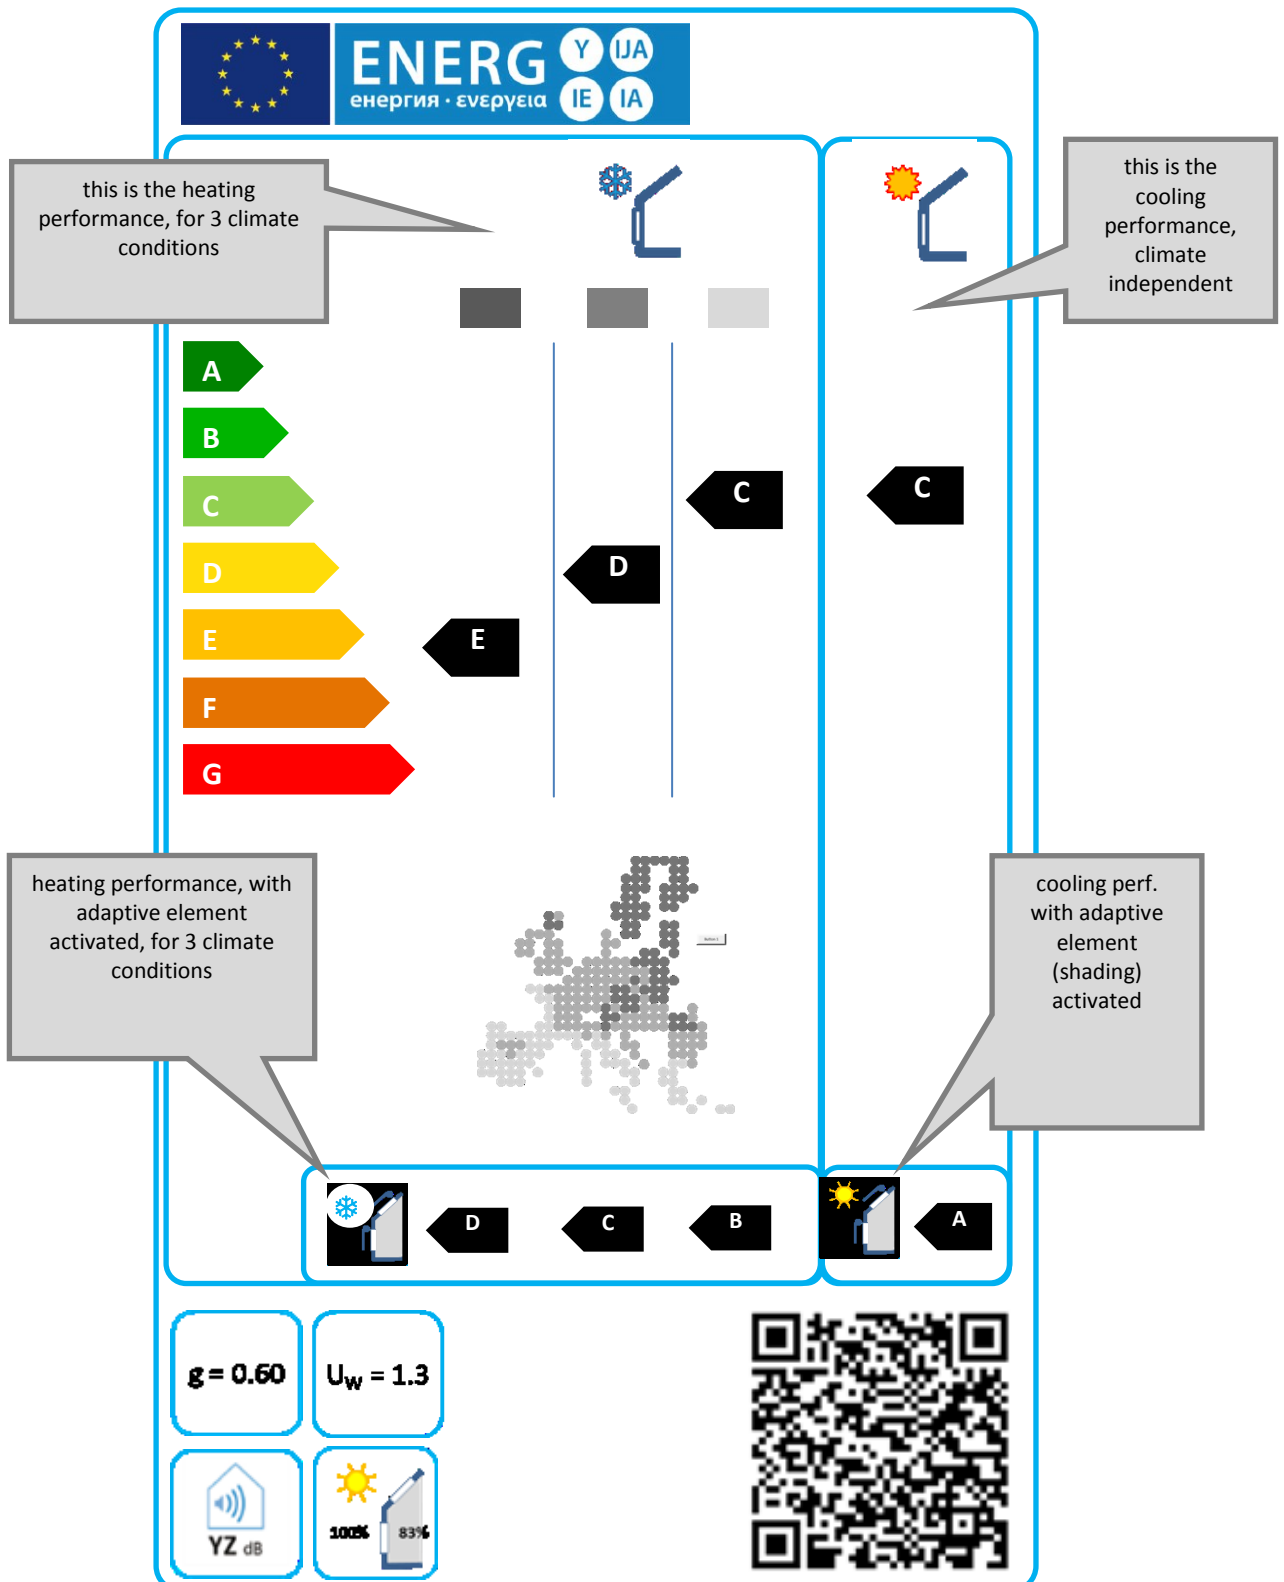 ENERG
енергия · ενεργεια
Y
IJA
IE
IA
this is the heating
performance, for 3 climate
conditions
this is the
cooling
performance,
climate
independent
A
B
C
D
E
F
G
C
C
D
E
heating performance, with
adaptive element
activated, for 3 climate
conditions
cooling perf.
with adaptive
element
(shading)
activated
D
C
B
A
g = 0.60
UW = 1.3
YZ dB
100%
83%